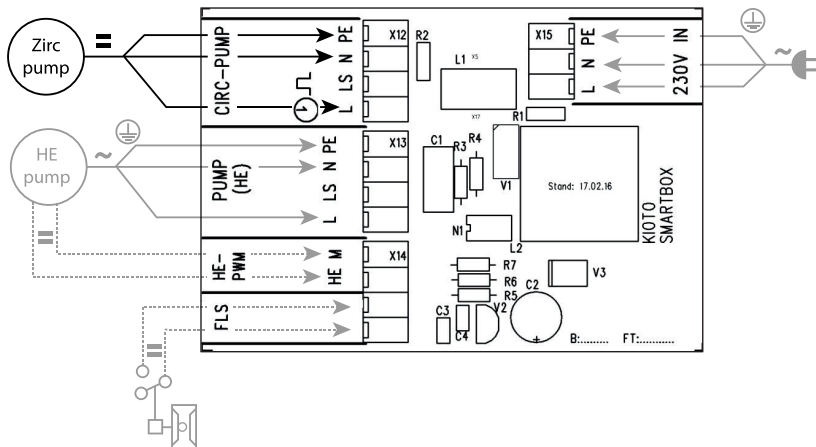 Zirc
pump
CIRC-PUMP
PE
N
LS
L
X12
R2
L1
X5
X17
X15
PE
N
L
230V IN
R1
HE
pump
PUMP
(HE)
PE
N
LS
L
X13
C1
R3
R4
V1
Stand: 17.02.16
KIOTO
SMARTBOX
N1
L2
HE-
PWM
HE M
X14
FLS
R7
R6
R5
V3
C2
V2
C3
C4
B:......... FT:...........